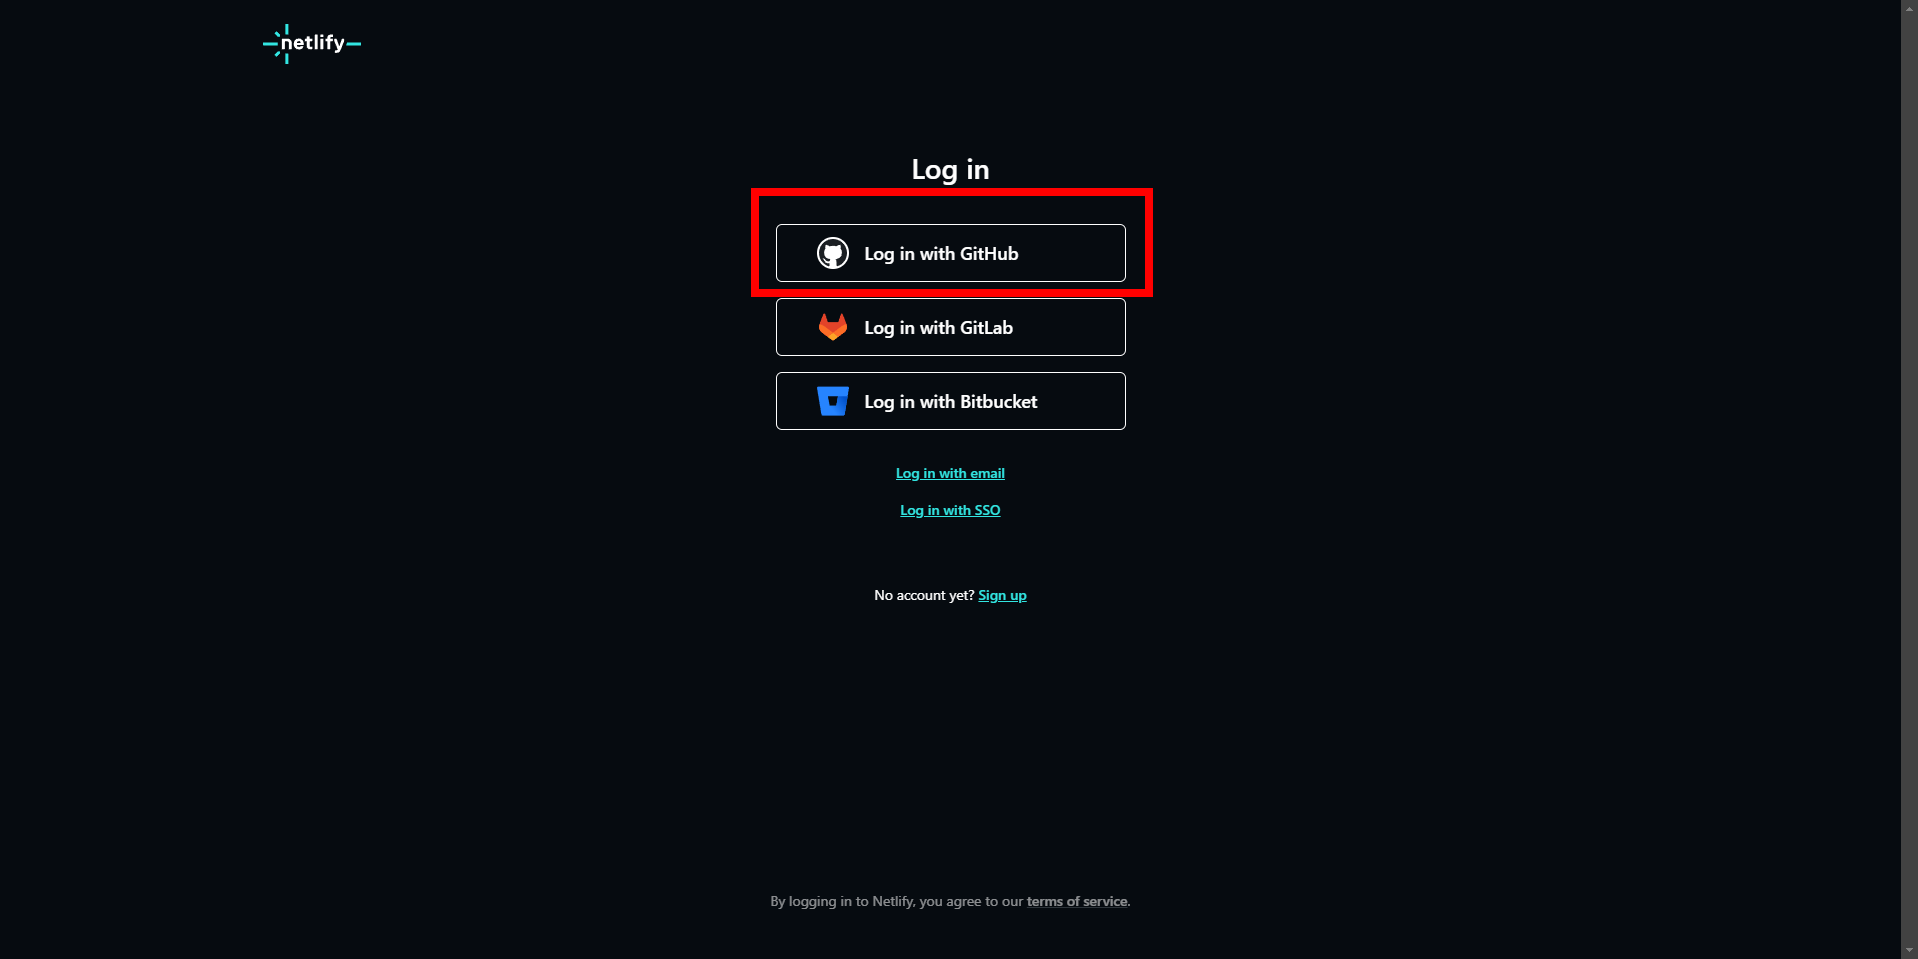 netlify
Log in
Log in with GitHub
Log in with GitLab
Log in with Bitbucket
Log in with email
Log in with SSO
No account yet? Sign up
By logging in to Netlify, you agree to our terms of service.